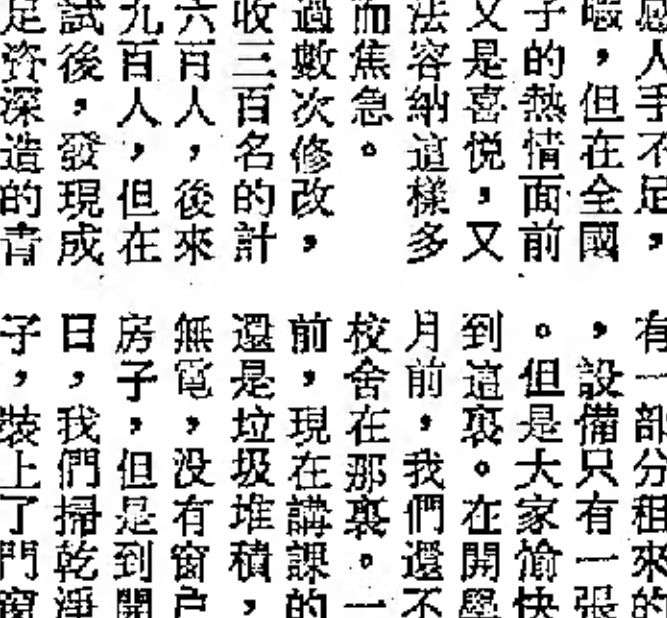 感人手不足，
暇，但在全國
子的熱情面前
又是喜悅，又
法容納這樣多
而焦急。
過數次修改，
收三百名的計
六百人，後來
九百人，但在
試後，發現成
足資深造的青
有一部分租來的
，設備只有一張
。但是大家愉快
到這裏。在開學
月前，我們還不
校舍在那裏。一
前，現在講課的
還是垃圾堆積，
無電，没有窗户
房子，但是到開
日，我們掃乾淨
子，裝上了門窗